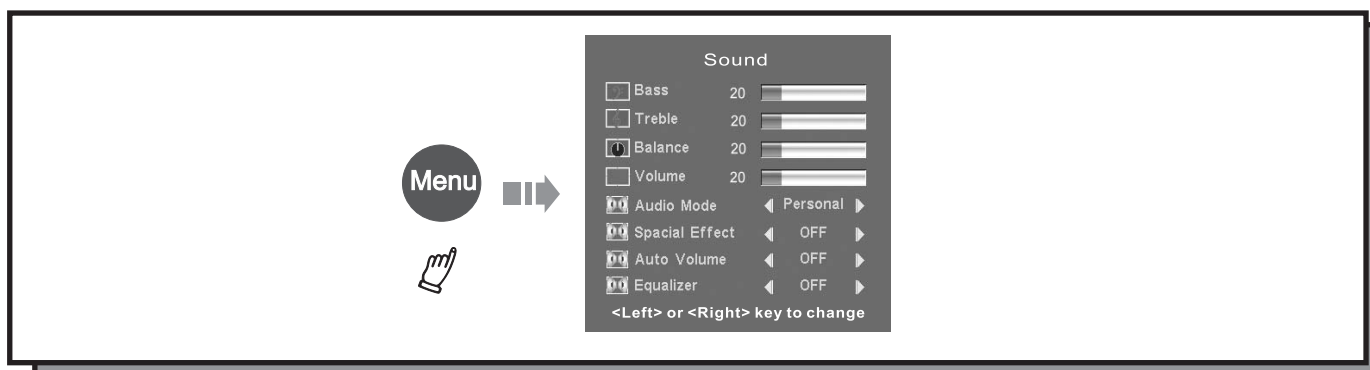 Menu
Sound
Bass 20
Treble 20
Balance 20
Volume 20
Audio Mode Personal
Spacial Effect OFF
Auto Volume OFF
Equalizer OFF
<Left> or <Right> key to change